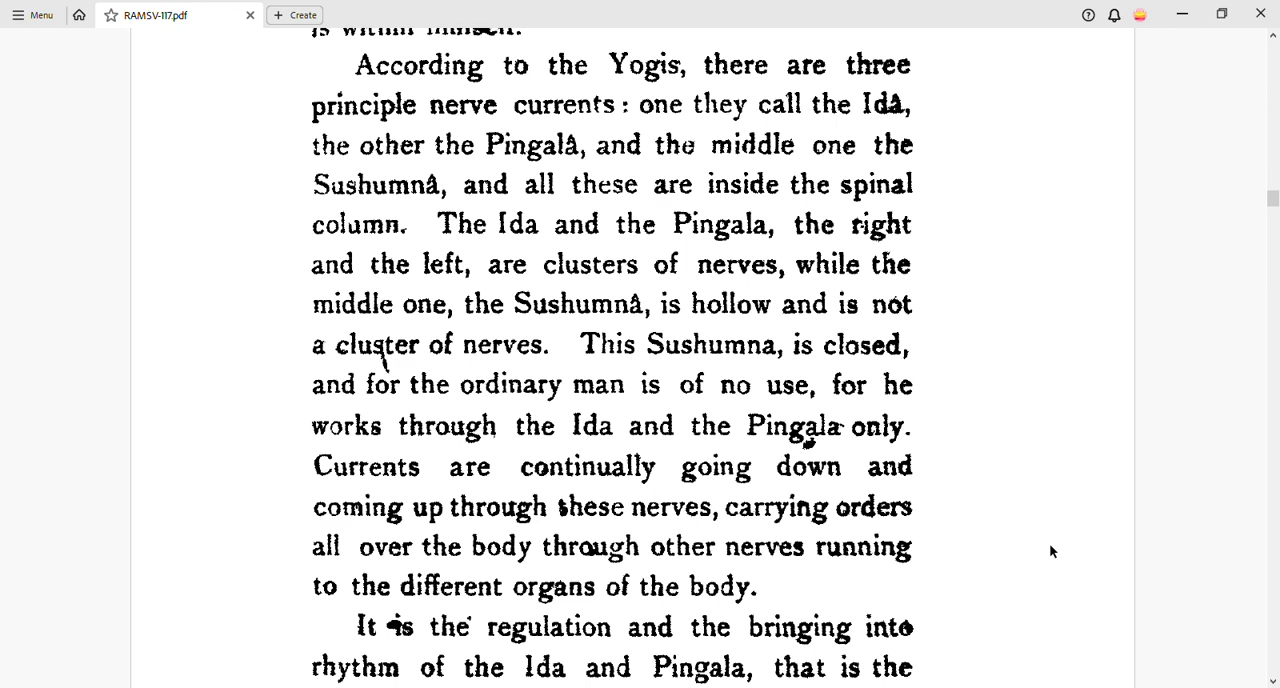 Menu
RAMSV-117.pdf
+ Create
According to the Yogis, there are three
principle nerve currents : one they call the Idâ,
the other the Pingalâ, and the middle one the
Sushumnâ, and all these are inside the spinal
column. The Ida and the Pingala, the right
and the left, are clusters of nerves, while the
middle one, the Sushumnâ, is hollow and is not
a cluster of nerves. This Sushumna, is closed,
and for the ordinary man is of no use, for he
works through the Ida and the Pingala only.
Currents are continually going down and
coming up through these nerves, carrying orders
all over the body through other nerves running
to the different organs of the body.
It is the regulation and the bringing into
rhythm of the Ida and Pingala, that is the